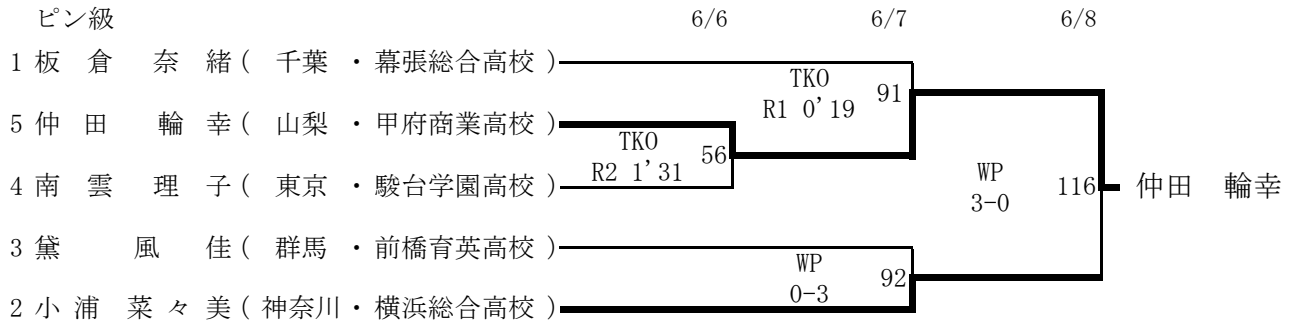 ピン級 6/6 6/7 6/8
1 板 倉 奈 緒 ( 千葉 ・ 幕張総合高校 )
TKO
R1 0'19 91
5 仲 田 輪 幸 ( 山梨 ・ 甲府商業高校 )
TKO
R2 1'31 56
4 南 雲 理 子 ( 東京 ・ 駿台学園高校 )
WP
3-0 116 仲田 輪幸
3 黛 風 佳 ( 群馬 ・ 前橋育英高校 )
WP
0-3 92
2 小 浦 菜 々 美 ( 神奈川 ・ 横浜総合高校 )